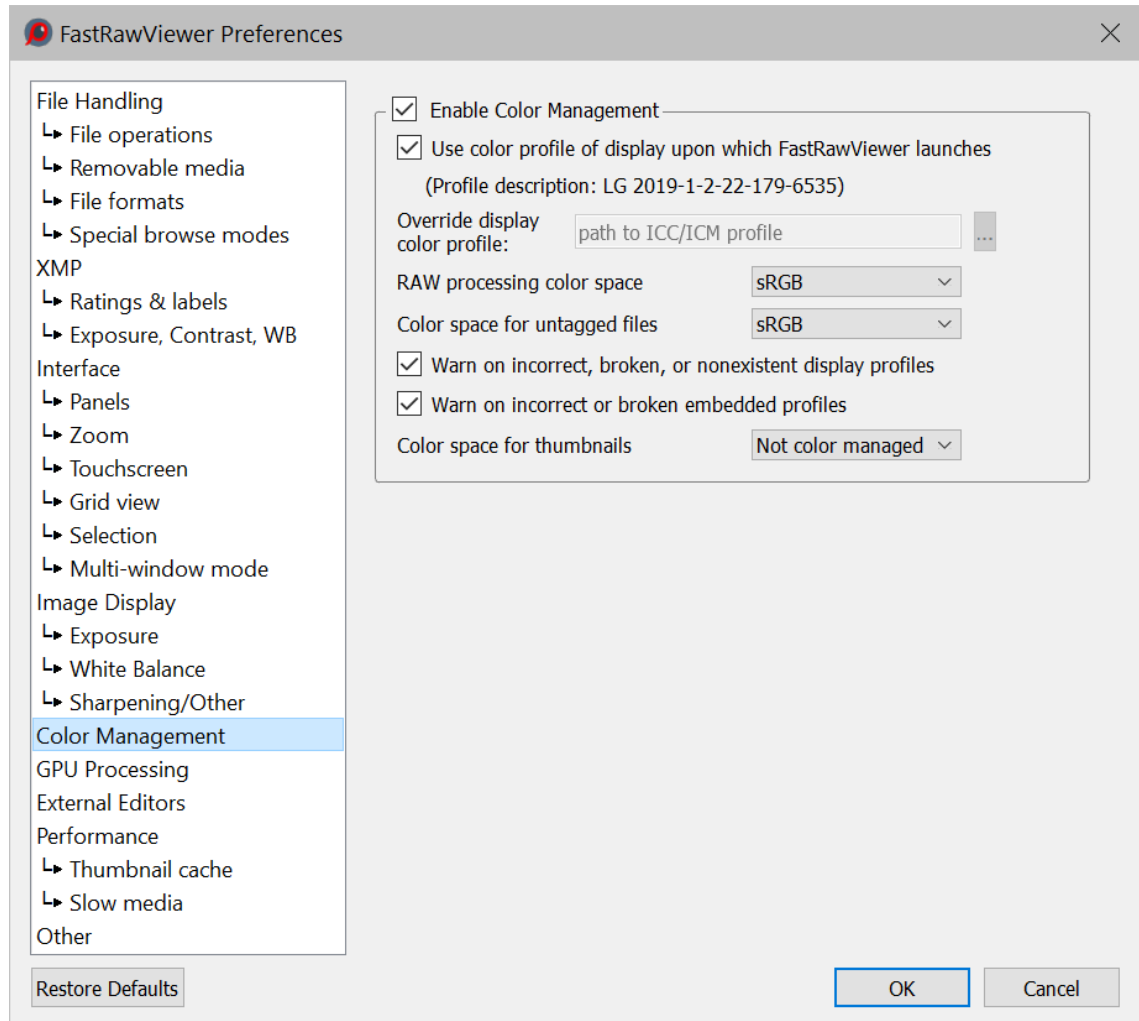 FastRawViewer Preferences
File Handling
File operations
Removable media
File formats
Special browse modes
XMP
Ratings & labels
Exposure, Contrast, WB
Interface
Panels
Zoom
Touchscreen
Grid view
Selection
Multi-window mode
Image Display
Exposure
White Balance
Sharpening/Other
Color Management
GPU Processing
External Editors
Performance
Thumbnail cache
Slow media
Other
Enable Color Management
Use color profile of display upon which FastRawViewer launches
(Profile description: LG 2019-1-2-22-179-6535)
Override display
color profile:
path to ICC/ICM profile
...
RAW processing color space
sRGB
Color space for untagged files
sRGB
Warn on incorrect, broken, or nonexistent display profiles
Warn on incorrect or broken embedded profiles
Color space for thumbnails
Not color managed
Restore Defaults
OK
Cancel